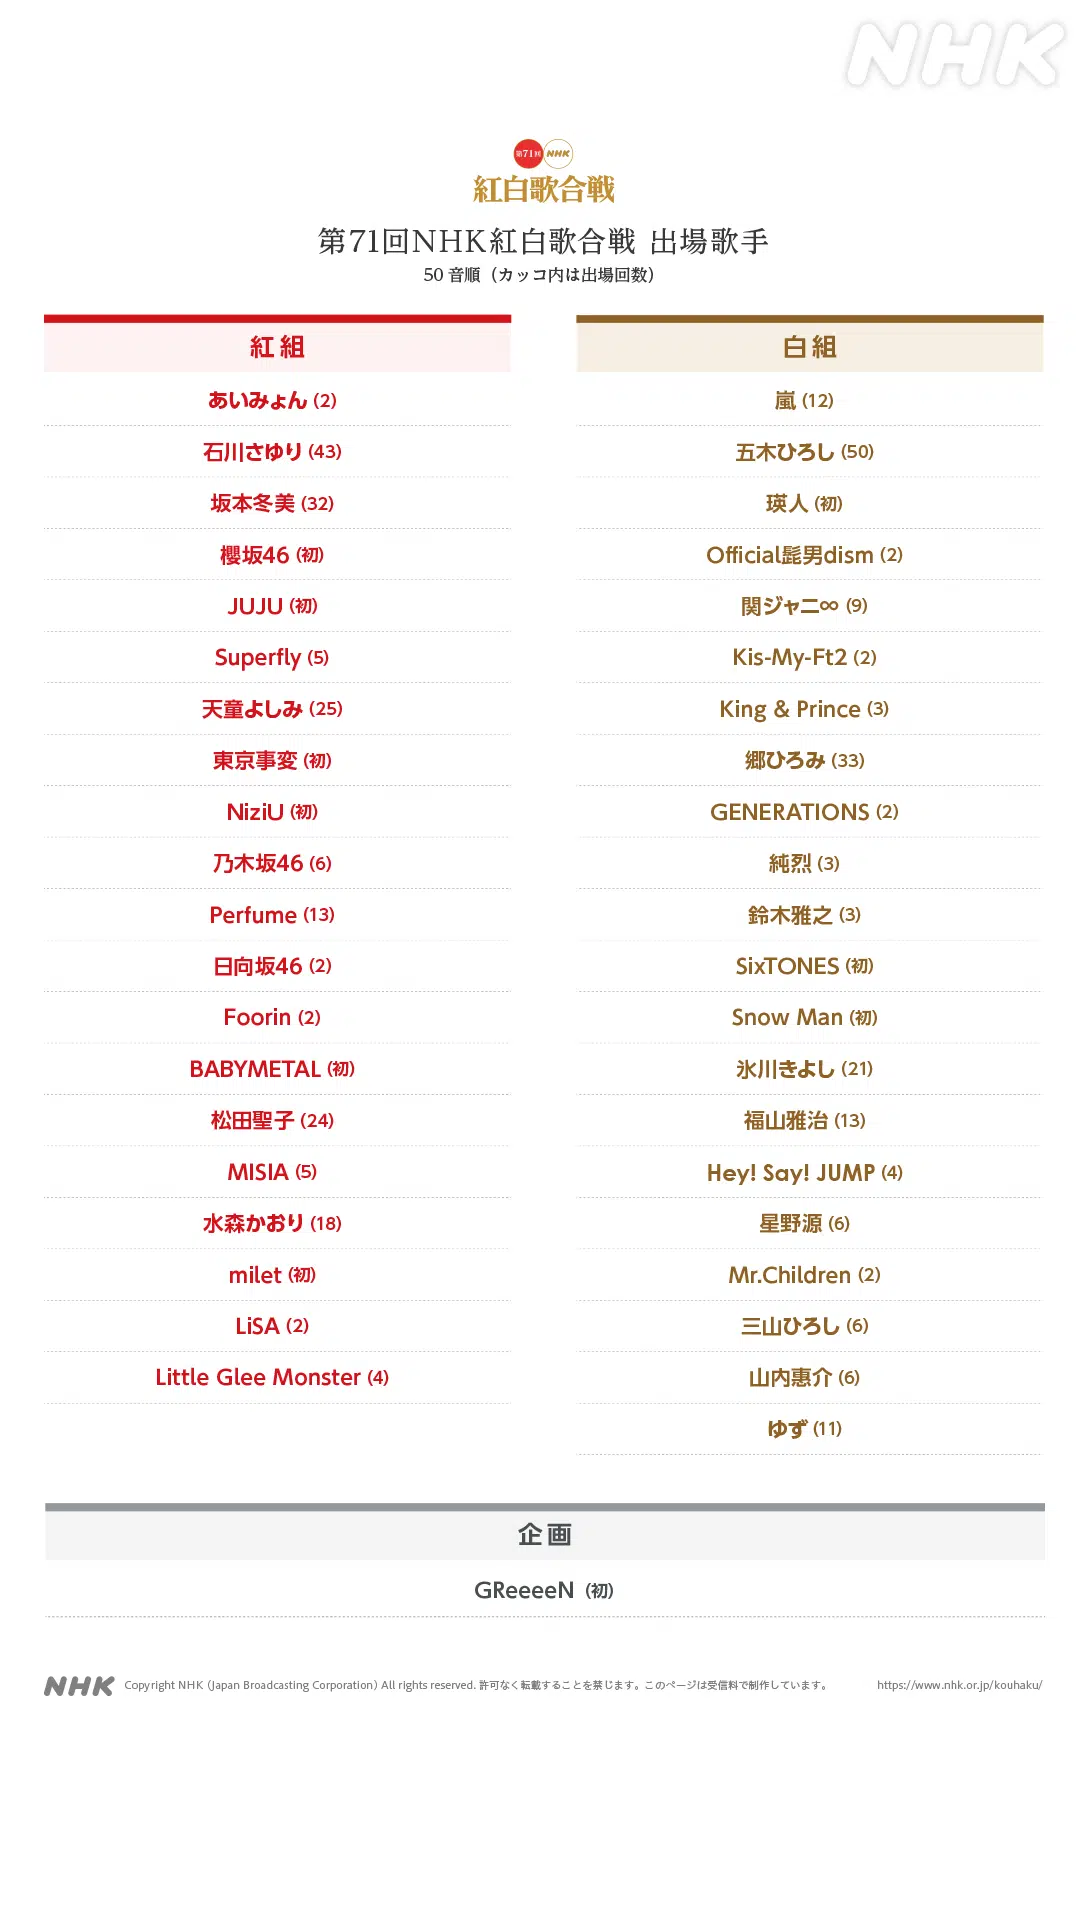 NHK
第71回 NHK
紅白歌合戦
第71回NHK紅白歌合戦 出場歌手
50音順（カッコ内は出場回数）
紅組
あいみょん (2)
石川さゆり (43)
坂本冬美 (32)
櫻坂46 (初)
JUJU (初)
Superfly (5)
天童よしみ (25)
東京事変 (初)
NiziU (初)
乃木坂46 (6)
Perfume (13)
日向坂46 (2)
Foorin (2)
BABYMETAL (初)
松田聖子 (24)
MISIA (5)
水森かおり (18)
milet (初)
LiSA (2)
Little Glee Monster (4)
白組
嵐 (12)
五木ひろし (50)
瑛人 (初)
Official髭男dism (2)
関ジャニ∞ (9)
Kis-My-Ft2 (2)
King & Prince (3)
郷ひろみ (33)
GENERATIONS (2)
純烈 (3)
鈴木雅之 (3)
SixTONES (初)
Snow Man (初)
氷川きよし (21)
福山雅治 (13)
Hey! Say! JUMP (4)
星野源 (6)
Mr.Children (2)
三山ひろし (6)
山内惠介 (6)
ゆず (11)
企画
GReeeeN (初)
NHK Copyright NHK (Japan Broadcasting Corporation) All rights reserved. 許可なく転載することを禁じます。このページは受信料で制作しています。 https://www.nhk.or.jp/kouhaku/